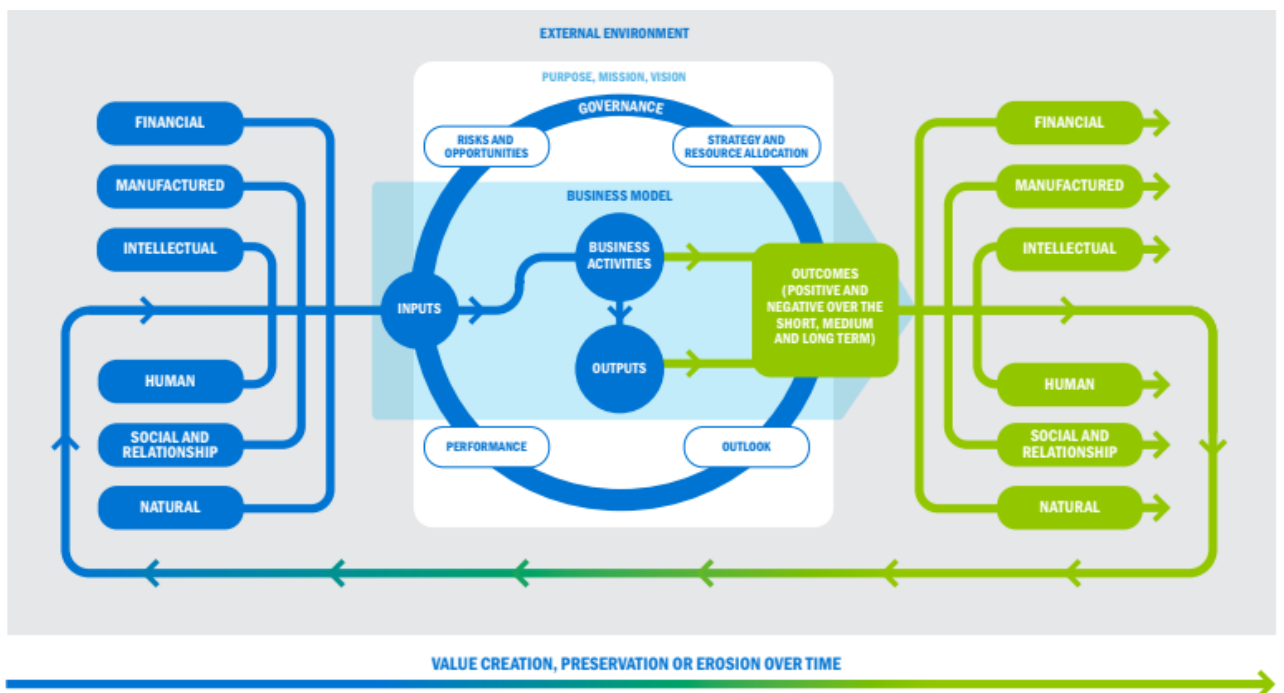 EXTERNAL ENVIRONMENT
PURPOSE, MISSION, VISION
GOVERNANCE
FINANCIAL
MANUFACTURED
INTELLECTUAL
HUMAN
SOCIAL AND
RELATIONSHIP
NATURAL
RISKS AND
OPPORTUNITIES
STRATEGY AND
RESOURCE ALLOCATION
BUSINESS MODEL
INPUTS
BUSINESS
ACTIVITIES
OUTPUTS
OUTCOMES
(POSITIVE AND
NEGATIVE OVER THE
SHORT, MEDIUM
AND LONG TERM)
PERFORMANCE
OUTLOOK
FINANCIAL
MANUFACTURED
INTELLECTUAL
HUMAN
SOCIAL AND
RELATIONSHIP
NATURAL
VALUE CREATION, PRESERVATION OR EROSION OVER TIME